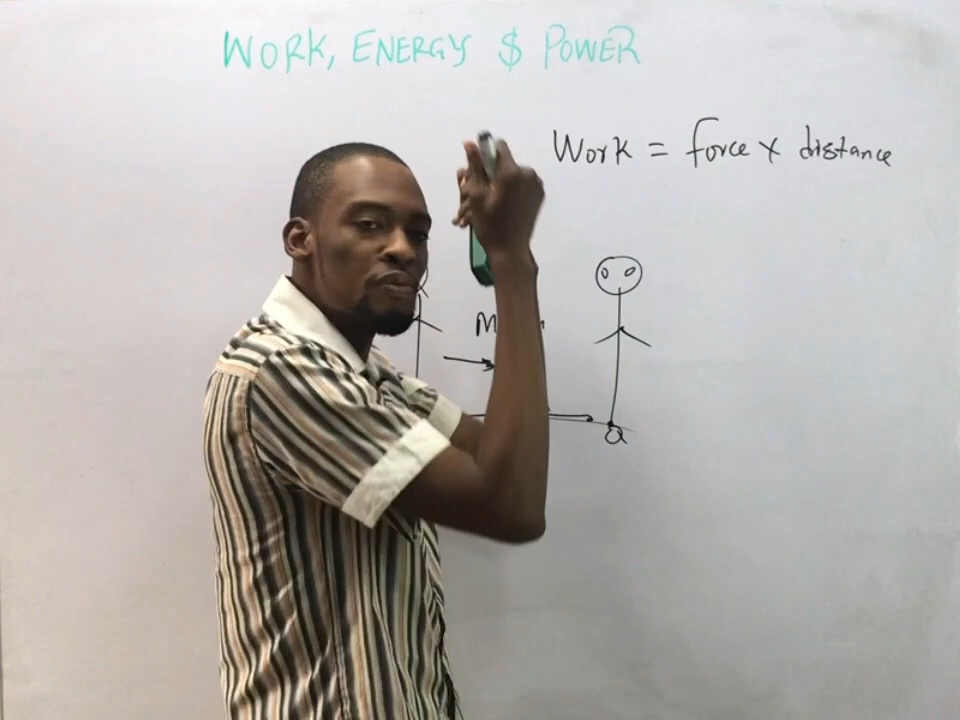 WORK, ENERGY $ POWER
Work = force x distance
Q